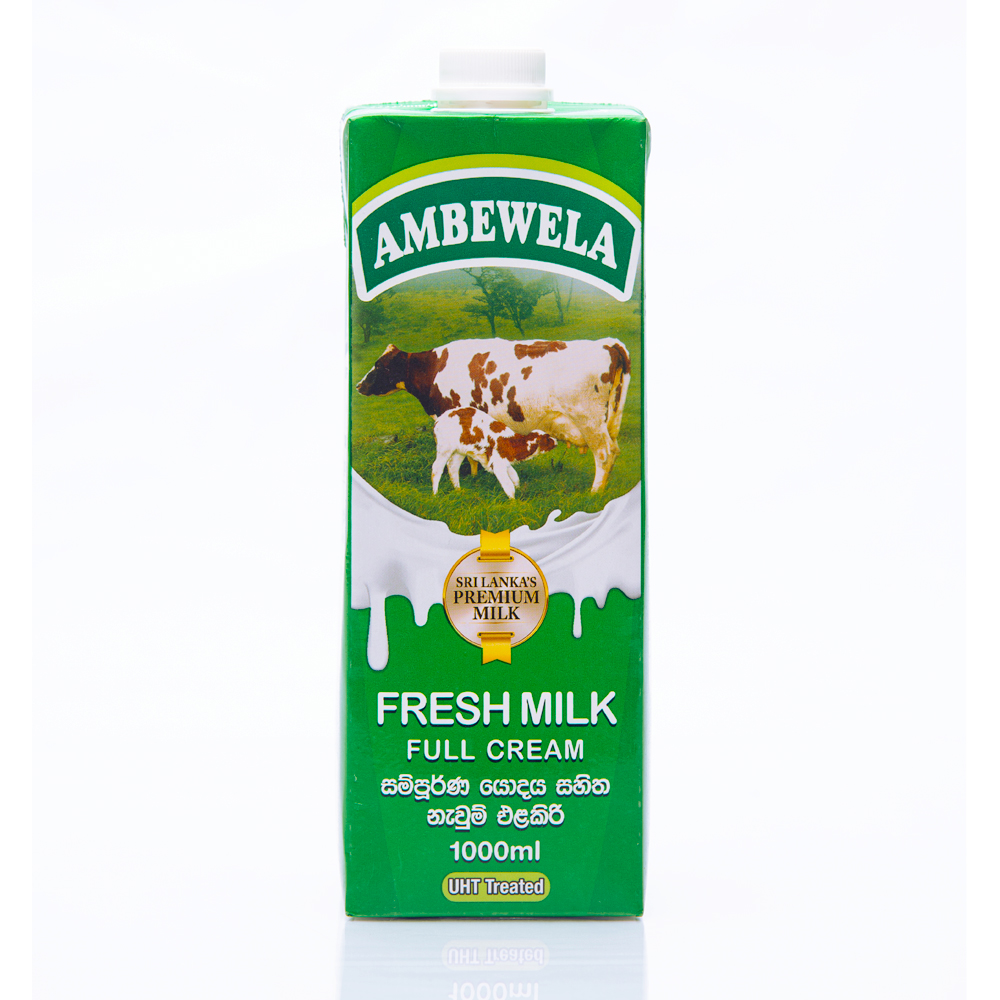 AMBEWELA
SRI LANKA'S
PREMIUM
MILK
FRESH MILK
FULL CREAM
සම්පූර්ණ යොදය සහිත
නැවුම් එළකිරි
1000ml
UHT Treated